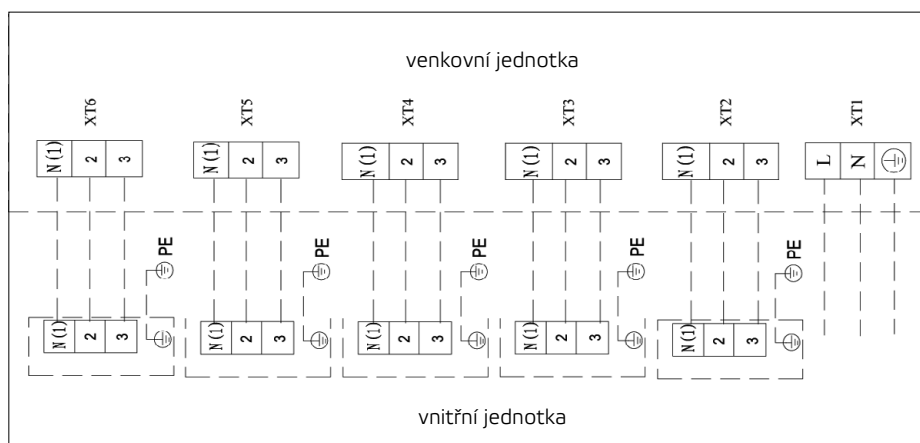 venkovní jednotka
XT6 XT5 XT4 XT3 XT2 XT1
N(1) 2 3 N(1) 2 3 N(1) 2 3 N(1) 2 3 N(1) 2 3 L N
PE PE PE PE PE
N(1) 2 3 N(1) 2 3 N(1) 2 3 N(1) 2 3 N(1) 2 3
vnitřní jednotka